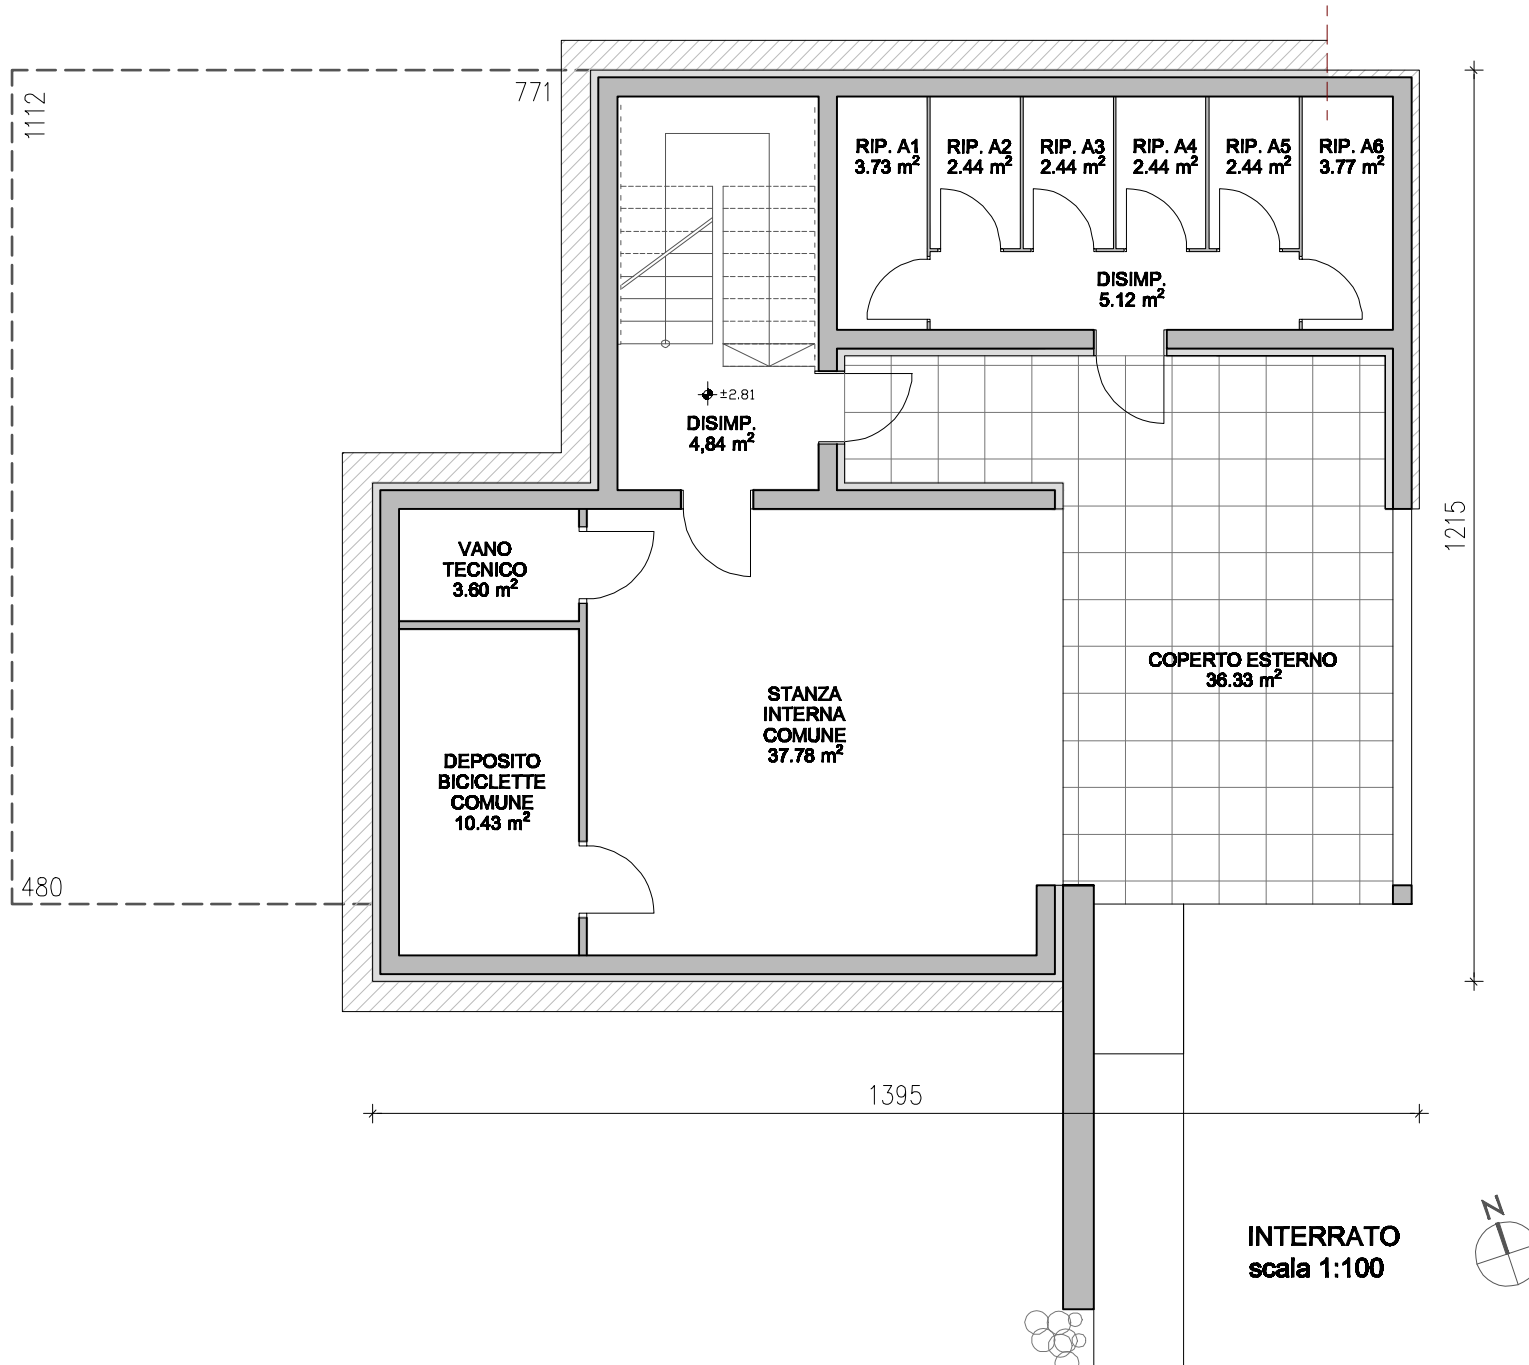 1112
771
RIP. A1
3.73 m²
RIP. A2
2.44 m²
RIP. A3
2.44 m²
RIP. A4
2.44 m²
RIP. A5
2.44 m²
RIP. A6
3.77 m²
DISIMP.
5.12 m²
±2.81
DISIMP.
4,84 m²
1215
VANO
TECNICO
3.60 m²
COPERTO ESTERNO
36.33 m²
STANZA
INTERNA
COMUNE
37.78 m²
DEPOSITO
BICICLETTE
COMUNE
10.43 m²
480
1395
N
INTERRATO
scala 1:100